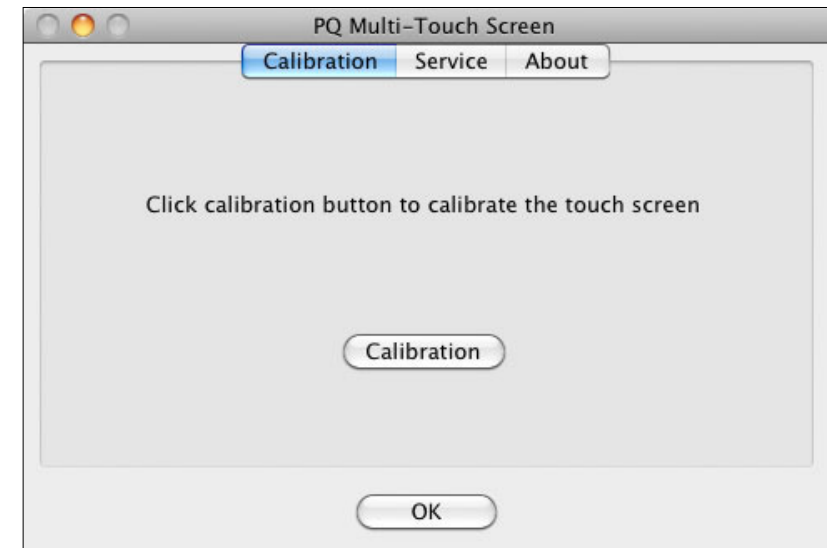 PQ Multi-Touch Screen
Calibration Service About
Click calibration button to calibrate the touch screen
Calibration
OK